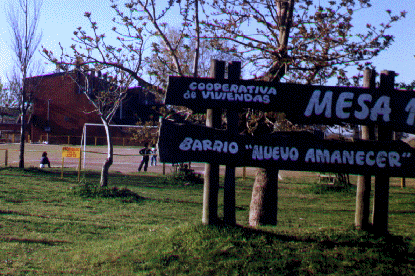 COOPERATIVA
de VIVIENDAS
MESA
BARRIO "NUEVO AMANECER"